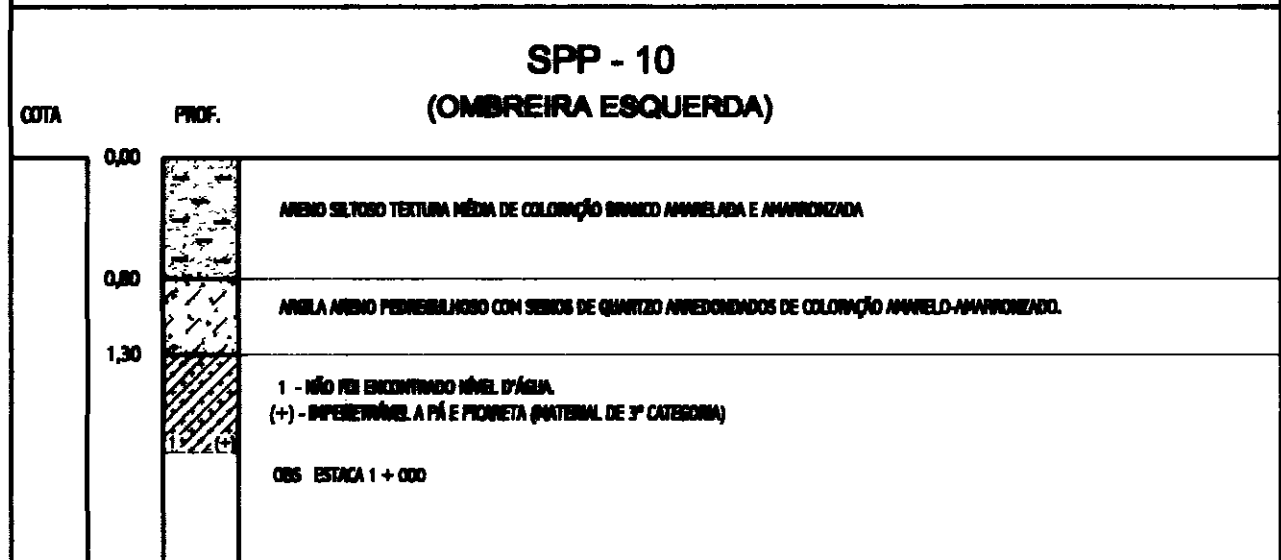 SPP - 10
(OMBREIRA ESQUERDA)
COTA PROF.
0,00
ARENO SILTOSO TEXTURA MÉDIA DE COLORAÇÃO BRANCO AMARELADA E AMARRONZADA
0,80
ARGILA ARENO PEDREGULHOSO COM SEIXOS DE QUARTZO ARREDONDADOS DE COLORAÇÃO AMARELO-AMARRONZADO.
1,30
1 - NÃO FOI ENCONTRADO NÍVEL D'ÁGUA.
(+) - IMPENETRÁVEL A PÁ E PICARETA (MATERIAL DE 3ª CATEGORIA)
1 (+)
OBS ESTACA 1 + 000